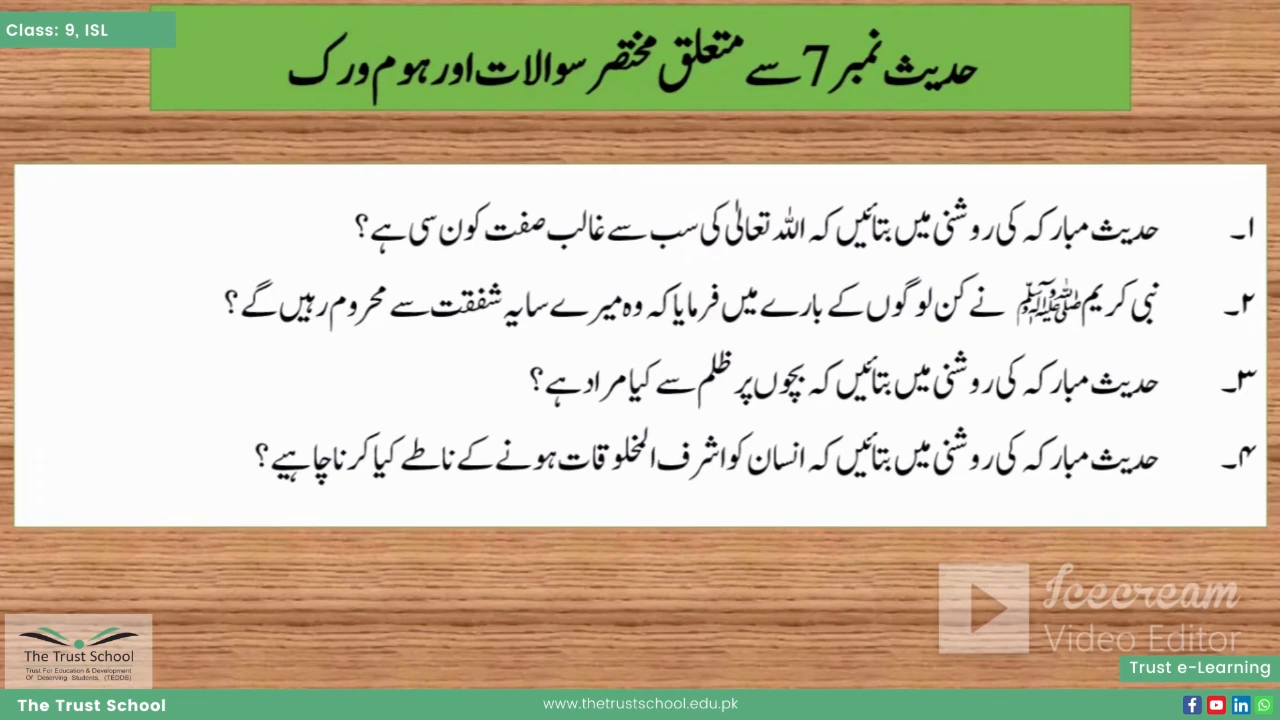 Class: 9, ISL
حدیث نمبر 7 سے متعلق مختصر سوالات اور ہوم ورک
۱۔ حدیث مبارکہ کی روشنی میں بتائیں کہ اللہ تعالیٰ کی سب سے غالب صفت کون سی ہے؟
۲۔ نبی کریم ﷺ نے کن لوگوں کے بارے میں فرمایا کہ وہ میرے سایہ شفقت سے محروم رہیں گے؟
۳۔ حدیث مبارکہ کی روشنی میں بتائیں کہ بچوں پر ظلم سے کیا مراد ہے؟
۴۔ حدیث مبارکہ کی روشنی میں بتائیں کہ انسان کو اشرف المخلوقات ہونے کے ناطے کیا کرنا چاہیے؟
Icecream
Video Editor
The Trust School
Trust For Education & Development
Of Deserving Students, (TEDDS)
Trust e-Learning
The Trust School
www.thetrustschool.edu.pk